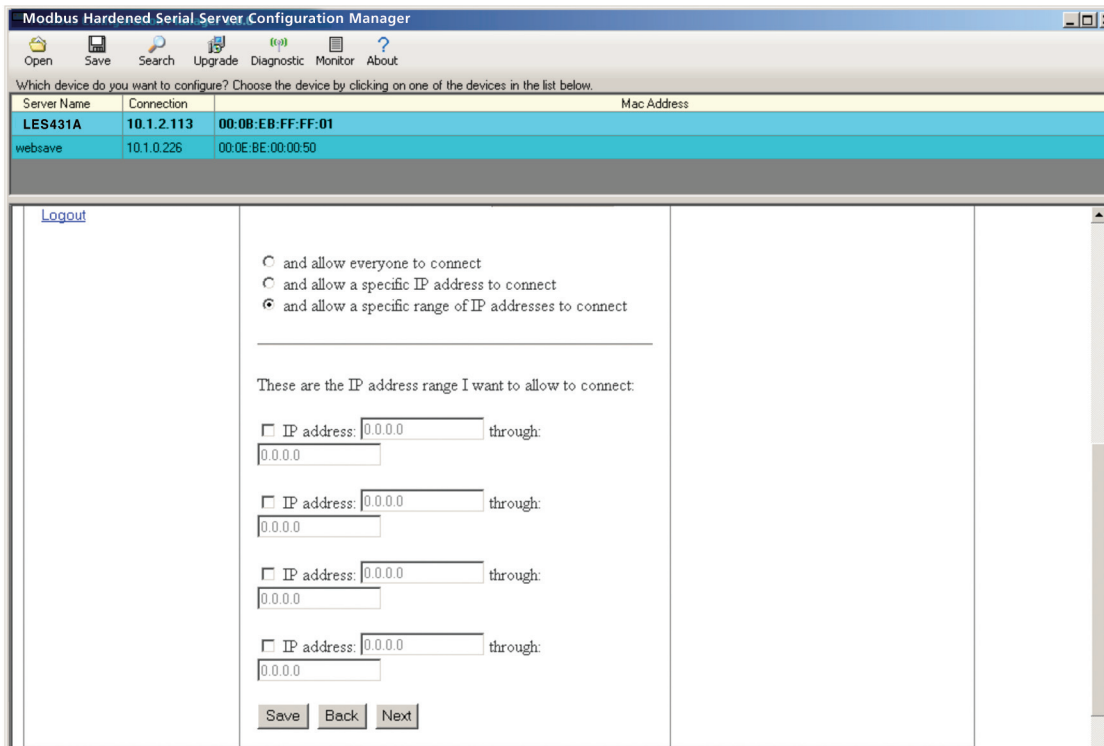 Modbus Hardened Serial Server Configuration Manager
Open Save Search Upgrade Diagnostic Monitor About
Which device do you want to configure? Choose the device by clicking on one of the devices in the list below.
Server Name Connection Mac Address
LES431A 10.1.2.113 00:0B:EB:FF:FF:01
websave 10.1.0.226 00:0E:BE:00:00:50
Logout
and allow everyone to connect
and allow a specific IP address to connect
and allow a specific range of IP addresses to connect
These are the IP address range I want to allow to connect:
IP address: 0.0.0.0 through:
0.0.0.0
IP address: 0.0.0.0 through:
0.0.0.0
IP address: 0.0.0.0 through:
0.0.0.0
IP address: 0.0.0.0 through:
0.0.0.0
Save Back Next